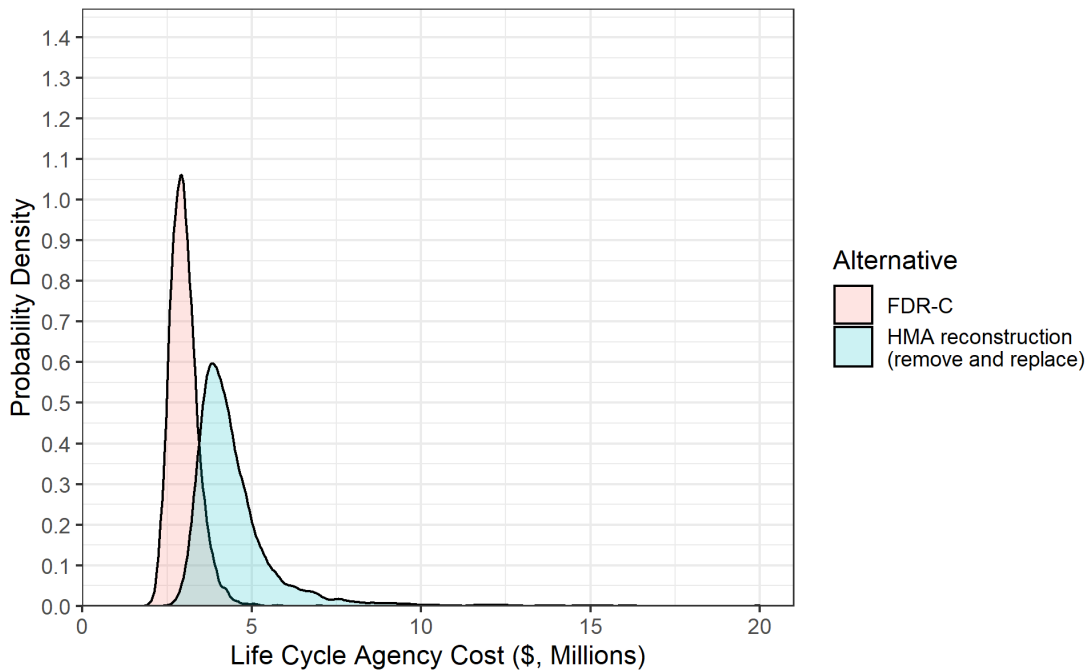 1.4
1.3
1.2
1.1
1.0
0.9
0.8
0.7
0.6
0.5
0.4
0.3
0.2
0.1
0.0
Probability Density
0 5 10 15 20
Life Cycle Agency Cost ($, Millions)
Alternative
FDR-C
HMA reconstruction
(remove and replace)